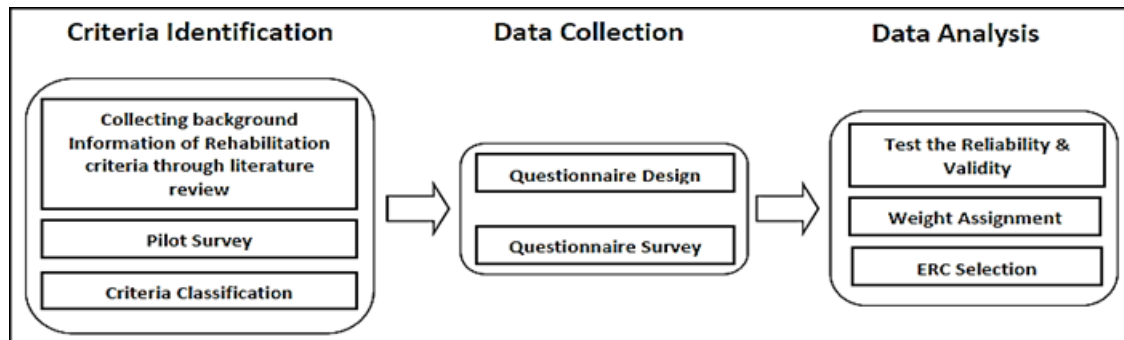 Criteria Identification
Collecting background
Information of Rehabilitation
criteria through literature
review
Pilot Survey
Criteria Classification
Data Collection
Questionnaire Design
Questionnaire Survey
Data Analysis
Test the Reliability &
Validity
Weight Assignment
ERC Selection